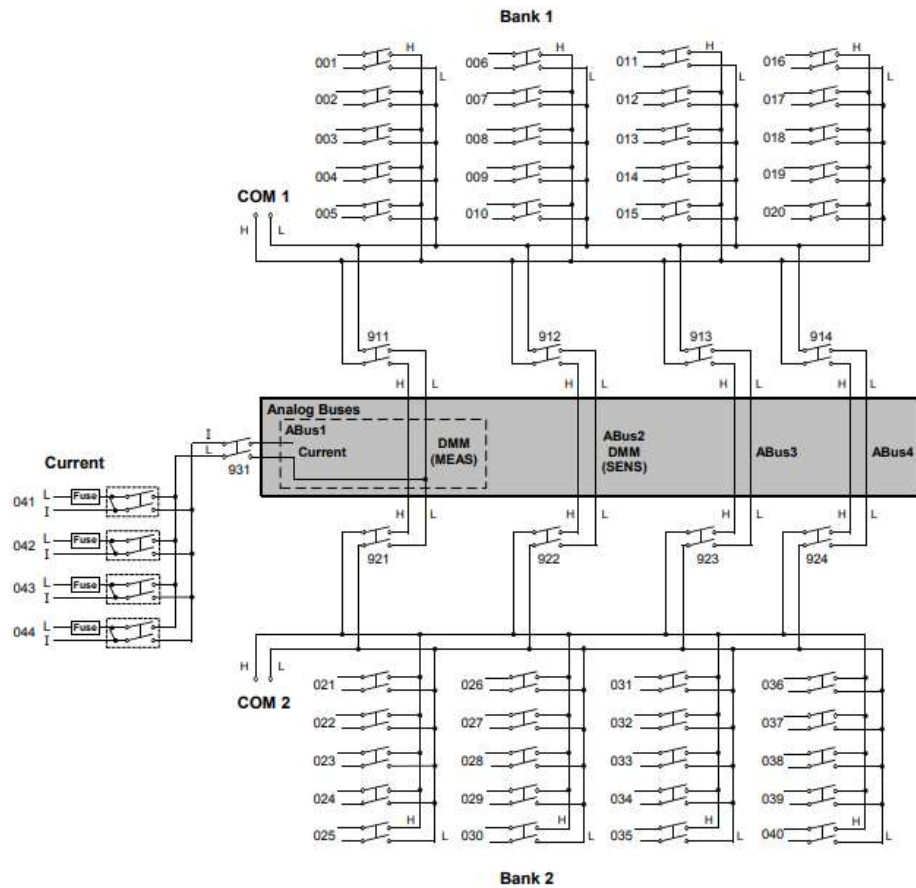 Bank 1
H H H H
001 006 011 016
L L L L
002 007 012 017
003 008 013 018
004 009 014 019
COM 1
005 010 015 020
H L
911 912 913 914
H L H L H L H L
Analog Buses
I ABus1
L Current
DMM
(MEAS)
ABus2
DMM
(SENS)
ABus3
ABus4
931
Current
041 L Fuse
I
042 L Fuse
I
043 L Fuse
I
044 L Fuse
I
H L H L H L H L
921 922 923 924
H L
COM 2
021 026 031 036
022 027 032 037
023 028 033 038
024 029 034 039
H H H H
025 030 035 040
L L L L
Bank 2